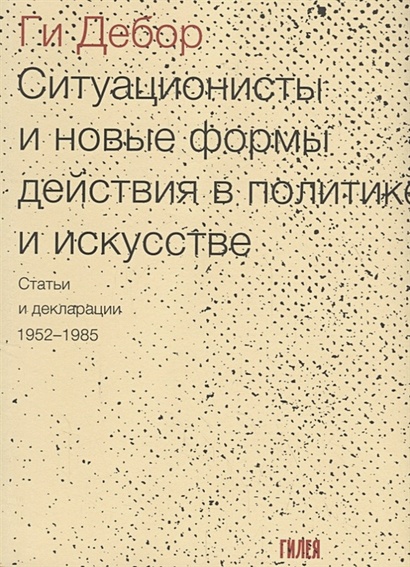 Ги Дебор
Ситуационисты
и новые формы
действия в политике
и искусстве
Статьи
и декларации
1952–1985
ГИЛЕЯ